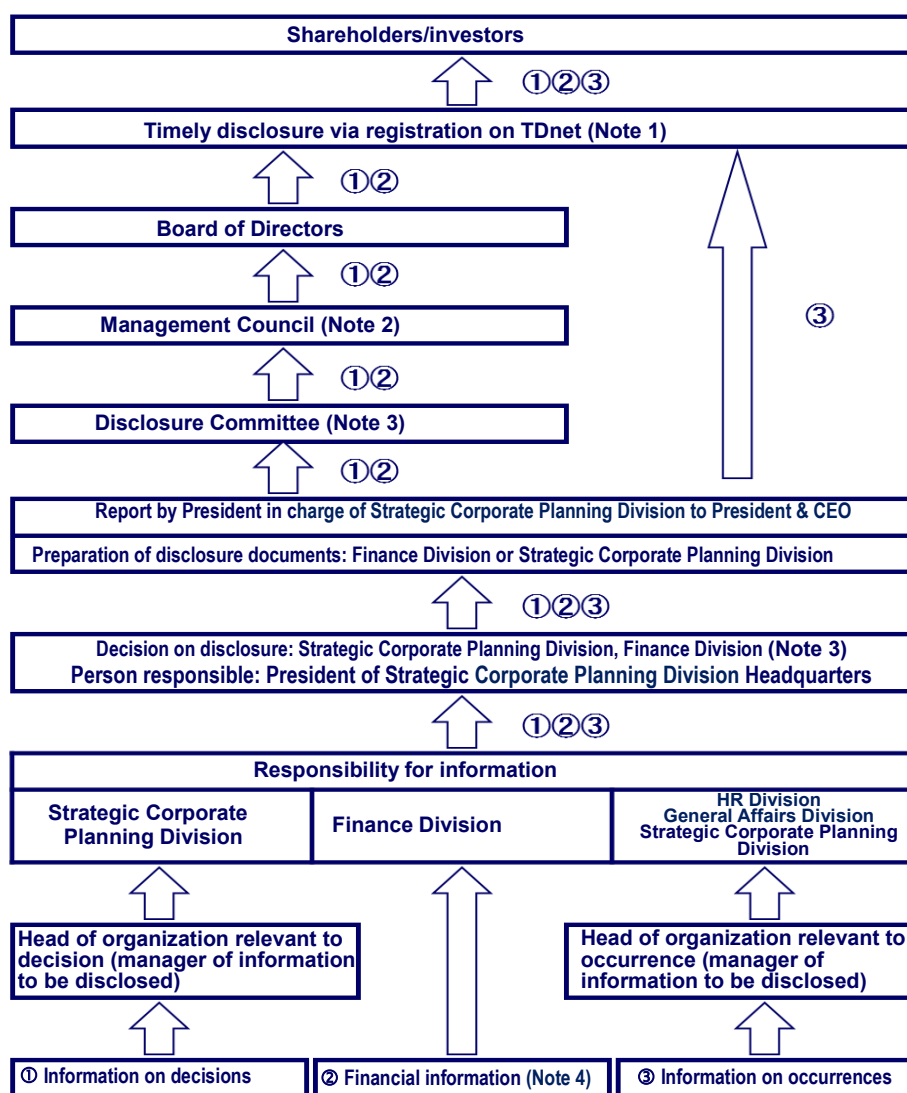 Shareholders/investors
①②③
Timely disclosure via registration on TDnet (Note 1)
①②
Board of Directors
①②
③
Management Council (Note 2)
①②
Disclosure Committee (Note 3)
①②
Report by President in charge of Strategic Corporate Planning Division to President & CEO
Preparation of disclosure documents: Finance Division or Strategic Corporate Planning Division
①②③
Decision on disclosure: Strategic Corporate Planning Division, Finance Division (Note 3)
Person responsible: President of Strategic Corporate Planning Division Headquarters
①②③
Responsibility for information
Strategic Corporate
Planning Division
Finance Division
HR Division
General Affairs Division
Strategic Corporate Planning
Division
Head of organization relevant to
decision (manager of information
to be disclosed)
Head of organization relevant to
occurrence (manager of
information to be disclosed)
① Information on decisions
② Financial information (Note 4)
③ Information on occurrences